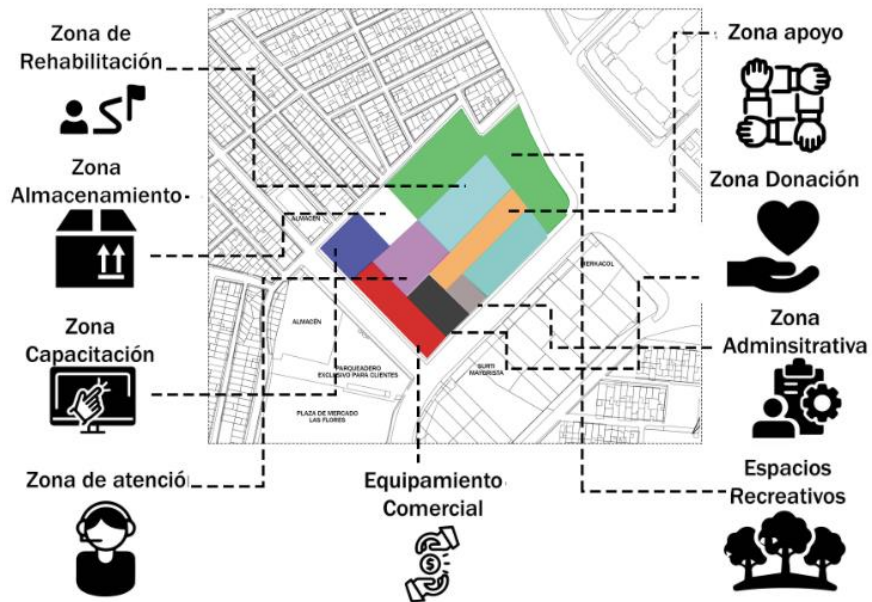 Zona de
Rehabilitación
Zona apoyo
Zona
Almacenamiento
Zona Donación
ALMACÉN
MERKACOL
Zona
Capacitación
ALMACÉN
Zona
Adminsitrativa
PARQUEADERO
EXCLUSIVO PARA CLIENTES
SURTI
MAYORISTA
PLAZA DE MERCADO
LAS FLORES
Zona de atenció
Equipamiento
Comercial
Espacios
Recreativos
$